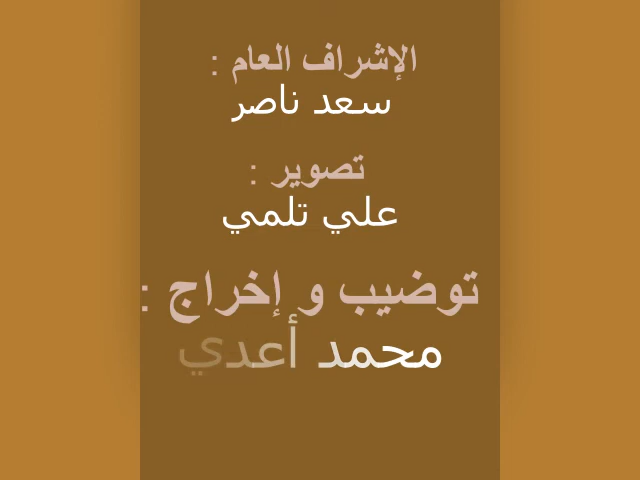 الإشراف العام :
سعد ناصر
تصوير :
علي تلمي
توضيب و إخراج :
محمد أعدي